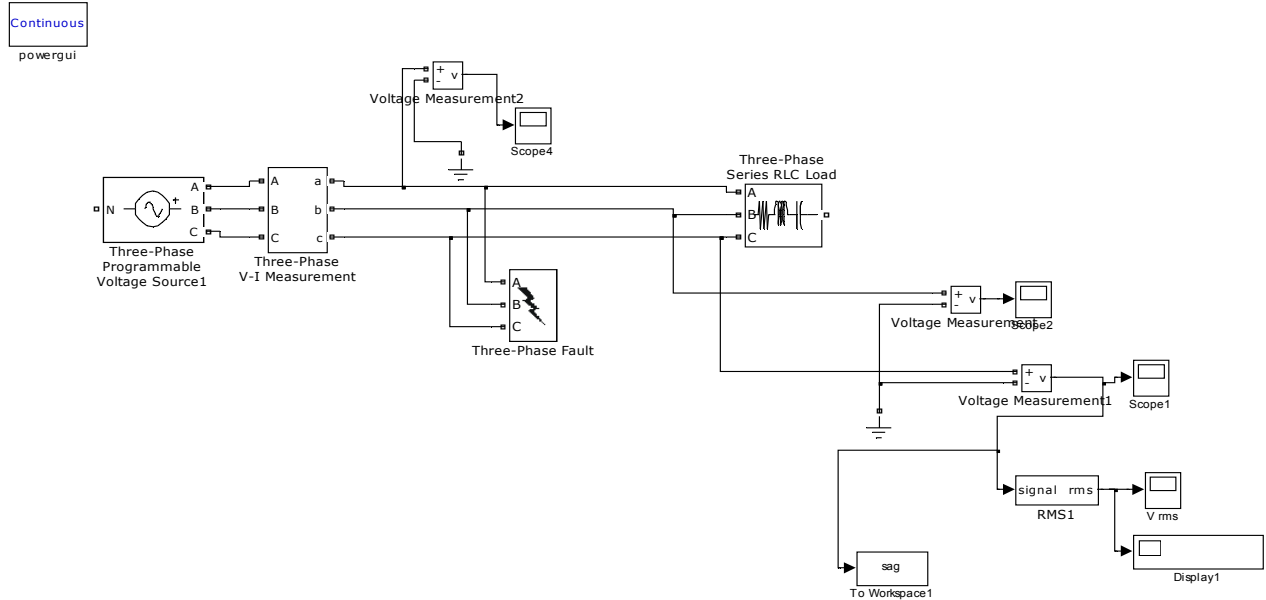 Continuous
powergui
+
-
v
Voltage Measurement2
Scope4
Three-Phase
Series RLC Load
A
B
C
N
A
B
C
+
Three-Phase
Programmable
Voltage Source1
A
B
C
a
b
c
Three-Phase
V-I Measurement
A
B
C
Three-Phase Fault
+
-
v
Voltage Measurement
Scope2
+
-
v
Voltage Measurement1
Scope1
signal rms
RMS1
V rms
Display1
sag
To Workspace1